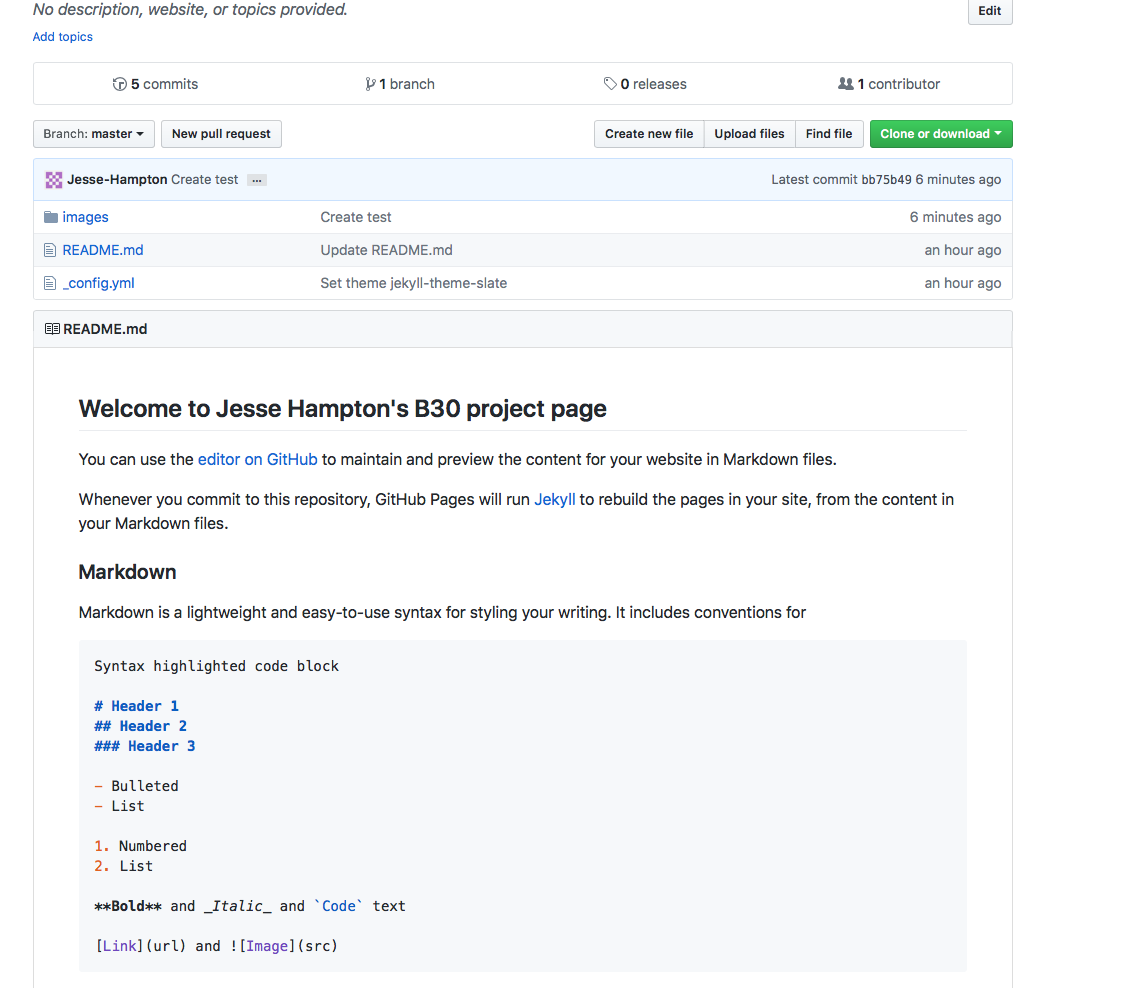 No description, website, or topics provided.
Edit
Add topics
5 commits 1 branch 0 releases 1 contributor
Branch: master New pull request Create new file Upload files Find file Clone or download
Jesse-Hampton Create test ... Latest commit bb75b49 6 minutes ago
images Create test 6 minutes ago
README.md Update README.md an hour ago
_config.yml Set theme jekyll-theme-slate an hour ago
README.md
Welcome to Jesse Hampton's B30 project page
You can use the editor on GitHub to maintain and preview the content for your website in Markdown files.
Whenever you commit to this repository, GitHub Pages will run Jekyll to rebuild the pages in your site, from the content in
your Markdown files.
Markdown
Markdown is a lightweight and easy-to-use syntax for styling your writing. It includes conventions for
Syntax highlighted code block
# Header 1
## Header 2
### Header 3
- Bulleted
- List
1. Numbered
2. List
**Bold** and _Italic_ and `Code` text
[Link](url) and ![Image](src)